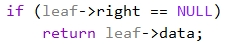 if (leaf->right == NULL)
    return leaf->data;